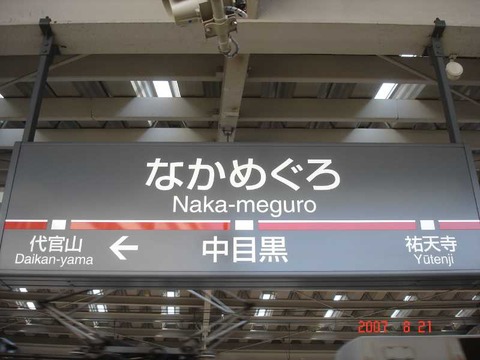 なかめぐろ
Naka-meguro
代官山 ← 中目黒 祐天寺
Daikan-yama Yūtenji
2007 8 21